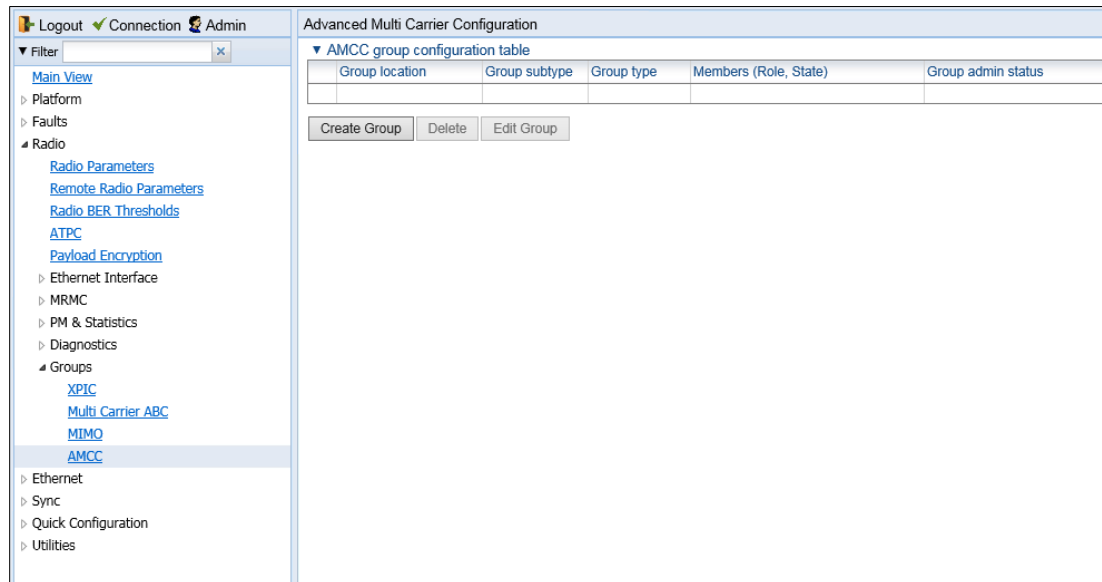 Logout Connection Admin
Filter
Main View
Platform
Faults
Radio
Radio Parameters
Remote Radio Parameters
Radio BER Thresholds
ATPC
Payload Encryption
Ethernet Interface
MRMC
PM & Statistics
Diagnostics
Groups
XPIC
Multi Carrier ABC
MIMO
AMCC
Ethernet
Sync
Quick Configuration
Utilities
Advanced Multi Carrier Configuration
AMCC group configuration table
Group location Group subtype Group type Members (Role, State) Group admin status
Create Group Delete Edit Group